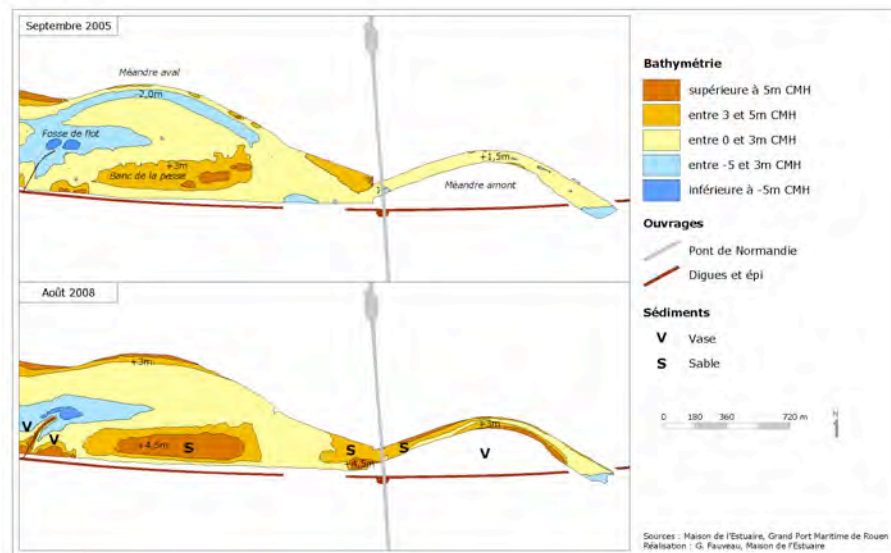 Septembre 2005
Méandre aval
-2,0m
Fosse de flot
+3m
Banc de la passe
+1,5m
Méandre amont
Août 2008
+3m
V
V
+4,5m
S
S
S
+4,5m
+3m
V
Bathymétrie
supérieure à 5m CMH
entre 3 et 5m CMH
entre 0 et 3m CMH
entre -5 et 3m CMH
inférieure à -5m CMH
Ouvrages
Pont de Normandie
Digues et épi
Sédiments
V Vase
S Sable
0 180 360 720 m
N
Sources : Maison de l'Estuaire, Grand Port Maritime de Rouen
Réalisation : G. Fauveau, Maison de l'Estuaire